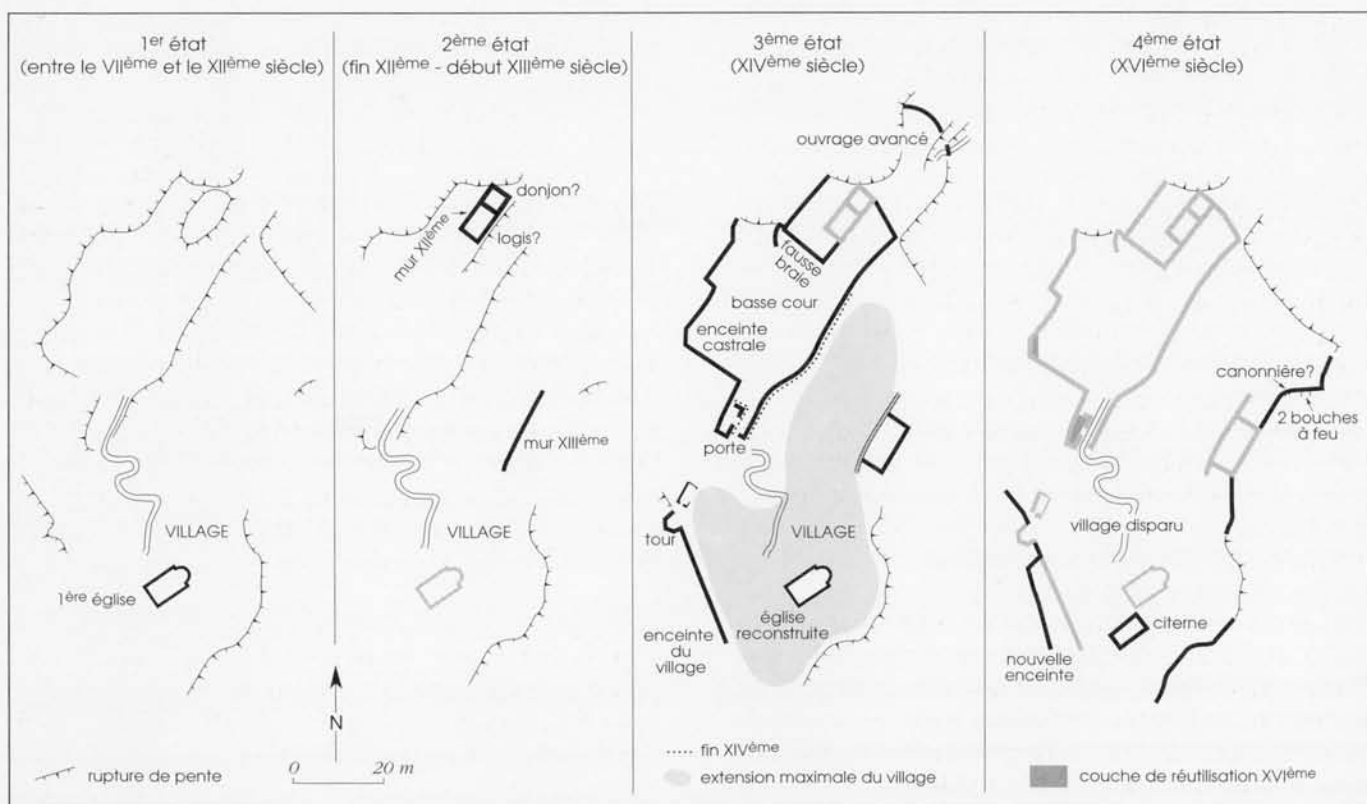 1er état
(entre le VIIème et le XIIème siècle)
VILLAGE
1ère église
2ème état
(fin XIIème - début XIIIème siècle)
donjon?
mur XIIème
logis?
mur XIIIème
VILLAGE
3ème état
(XIVème siècle)
ouvrage avancé
fausse
braie
basse cour
enceinte
castrale
porte
tour
VILLAGE
église
reconstruite
enceinte
du
village
4ème état
(XVIème siècle)
canonnière?
2 bouches
à feu
village disparu
citerne
nouvelle
enceinte
N
rupture de pente
0 20 m
fin XIVème
extension maximale du village
couche de réutilisation XVIème